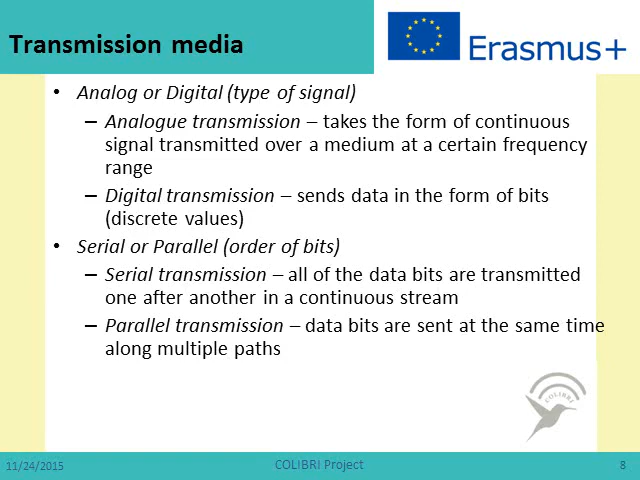 Transmission media
Erasmus+
• Analog or Digital (type of signal)
– Analogue transmission – takes the form of continuous
signal transmitted over a medium at a certain frequency
range
– Digital transmission – sends data in the form of bits
(discrete values)
• Serial or Parallel (order of bits)
– Serial transmission – all of the data bits are transmitted
one after another in a continuous stream
– Parallel transmission – data bits are sent at the same time
along multiple paths
COLIBRI
11/24/2015
COLIBRI Project
8